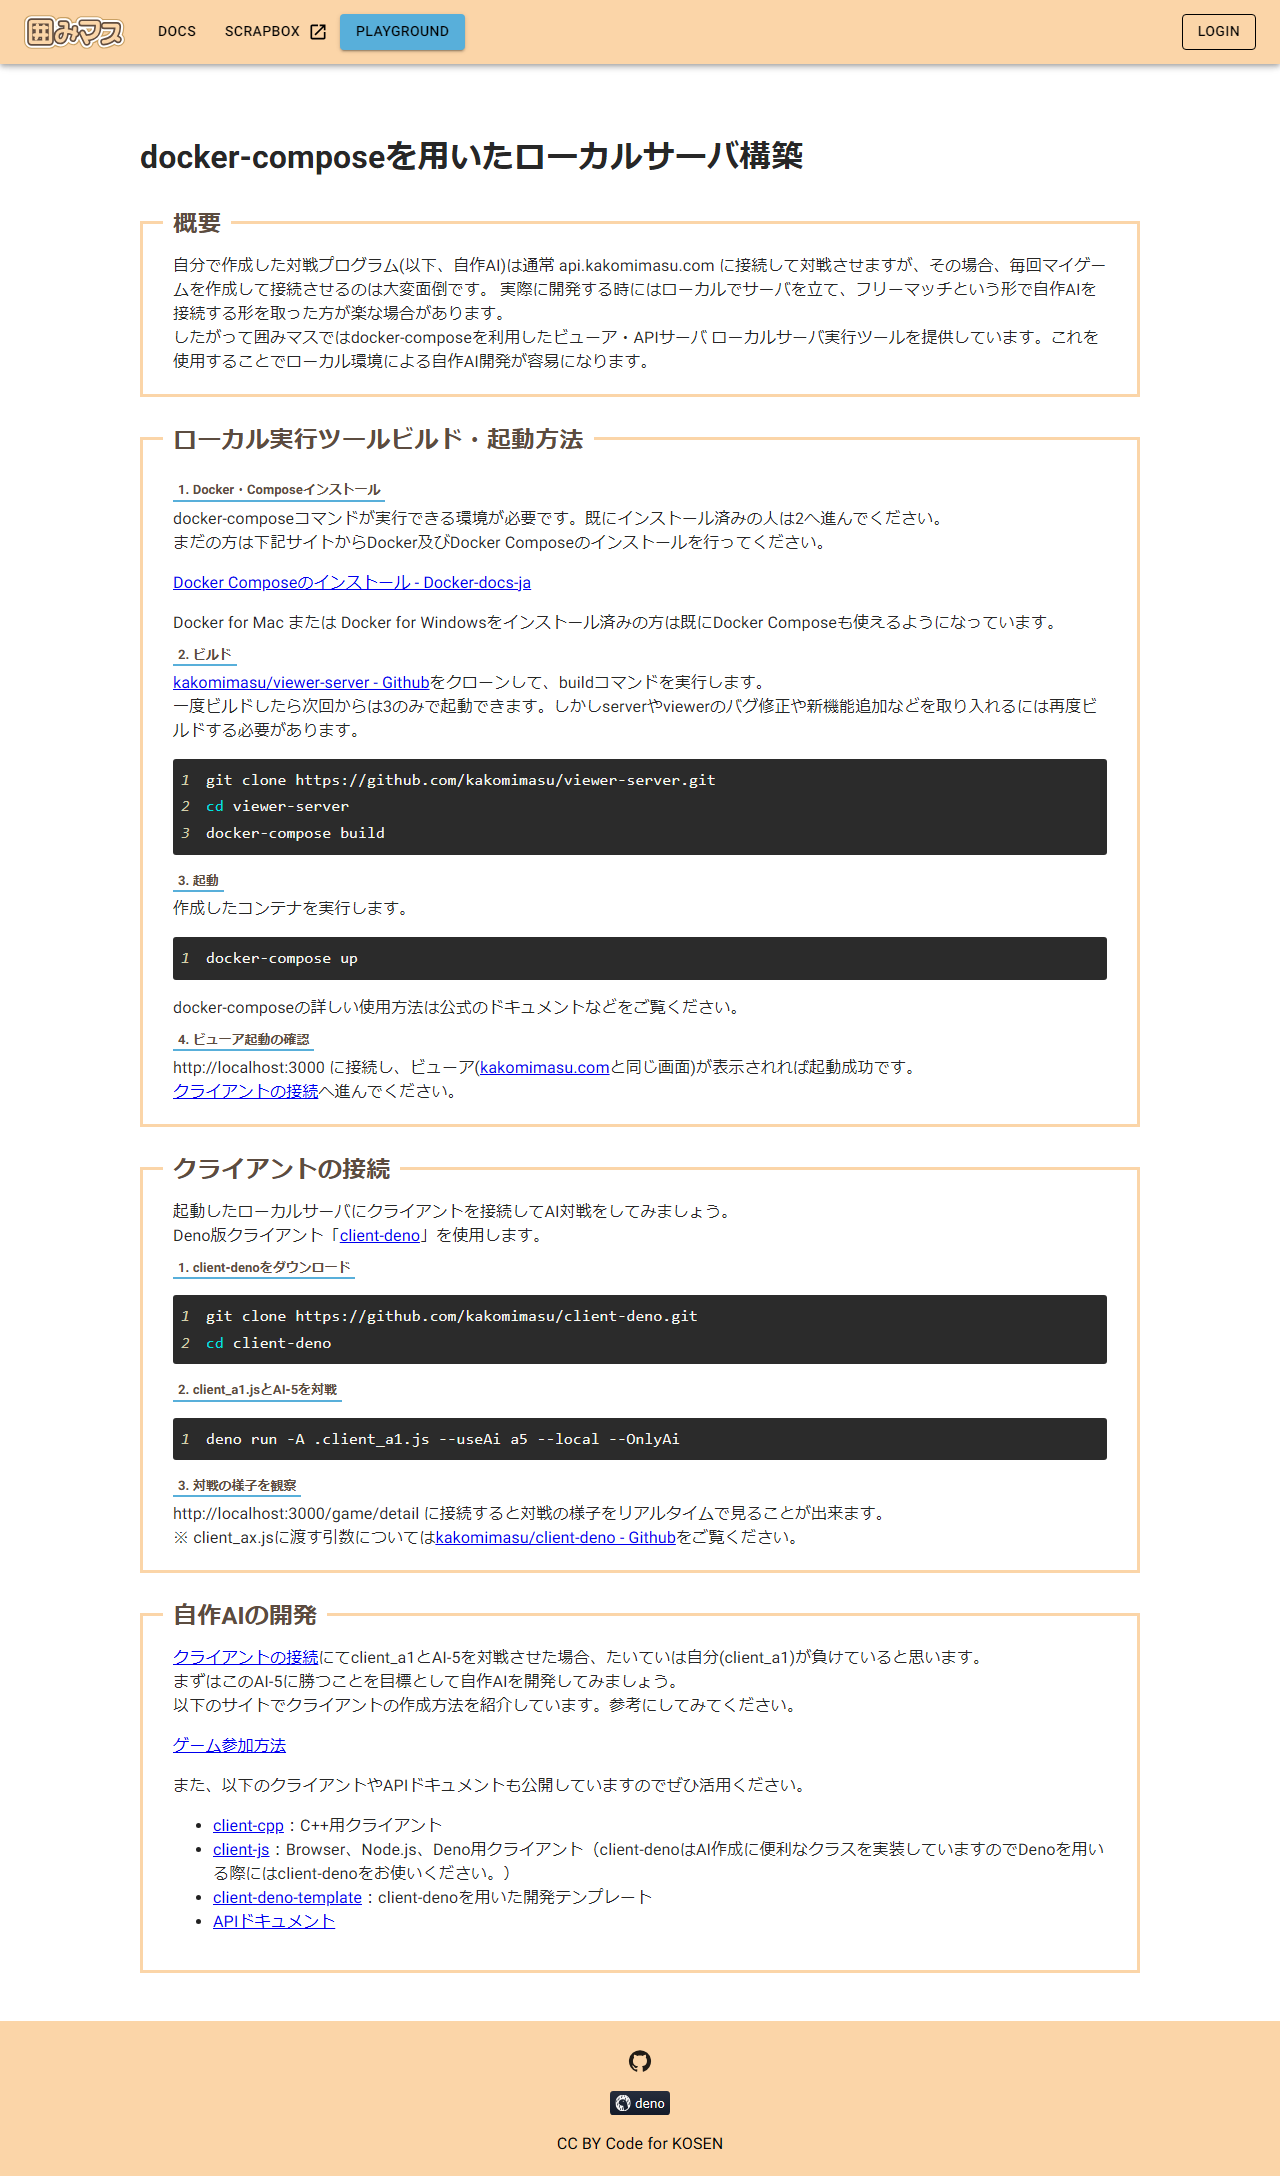 囲みマス
DOCS
SCRAPBOX
PLAYGROUND
LOGIN
docker-composeを用いたローカルサーバ構築
概要
自分で作成した対戦プログラム(以下、自作AI)は通常 api.kakomimasu.com に接続して対戦させますが、その場合、毎回マイゲー
ムを作成して接続させるのは大変面倒です。 実際に開発する時にはローカルでサーバを立て、フリーマッチという形で自作AIを
接続する形を取った方が楽な場合があります。
したがって囲みマスではdocker-composeを利用したビューア・APIサーバ ローカルサーバ実行ツールを提供しています。これを
使用することでローカル環境による自作AI開発が容易になります。
ローカル実行ツールビルド・起動方法
1. Docker・Composeインストール
docker-composeコマンドが実行できる環境が必要です。既にインストール済みの人は2へ進んでください。
まだの方は下記サイトからDocker及びDocker Composeのインストールを行ってください。
Docker Composeのインストール - Docker-docs-ja
Docker for Mac または Docker for Windowsをインストール済みの方は既にDocker Composeも使えるようになっています。
2. ビルド
kakomimasu/viewer-server - Githubをクローンして、buildコマンドを実行します。
一度ビルドしたら次回からは3のみで起動できます。しかしserverやviewerのバグ修正や新機能追加などを取り入れるには再度ビ
ルドする必要があります。
1 git clone https://github.com/kakomimasu/viewer-server.git
2 cd viewer-server
3 docker-compose build
3. 起動
作成したコンテナを実行します。
1 docker-compose up
docker-composeの詳しい使用方法は公式のドキュメントなどをご覧ください。
4. ビューア起動の確認
http://localhost:3000 に接続し、ビューア(kakomimasu.comと同じ画面)が表示されれば起動成功です。
クライアントの接続へ進んでください。
クライアントの接続
起動したローカルサーバにクライアントを接続してAI対戦をしてみましょう。
Deno版クライアント「client-deno」を使用します。
1. client-denoをダウンロード
1 git clone https://github.com/kakomimasu/client-deno.git
2 cd client-deno
2. client_a1.jsとAI-5を対戦
1 deno run -A .client_a1.js --useAi a5 --local --OnlyAi
3. 対戦の様子を観察
http://localhost:3000/game/detail に接続すると対戦の様子をリアルタイムで見ることが出来ます。
※ client_ax.jsに渡す引数についてはkakomimasu/client-deno - Githubをご覧ください。
自作AIの開発
クライアントの接続にてclient_a1とAI-5を対戦させた場合、たいていは自分(client_a1)が負けていると思います。
まずはこのAI-5に勝つことを目標として自作AIを開発してみましょう。
以下のサイトでクライアントの作成方法を紹介しています。参考にしてみてください。
ゲーム参加方法
また、以下のクライアントやAPIドキュメントも公開していますのでぜひ活用ください。
• client-cpp：C++用クライアント
• client-js：Browser、Node.js、Deno用クライアント（client-denoはAI作成に便利なクラスを実装していますのでDenoを用い
る際にはclient-denoをお使いください。）
• client-deno-template：client-denoを用いた開発テンプレート
• APIドキュメント
deno
CC BY Code for KOSEN